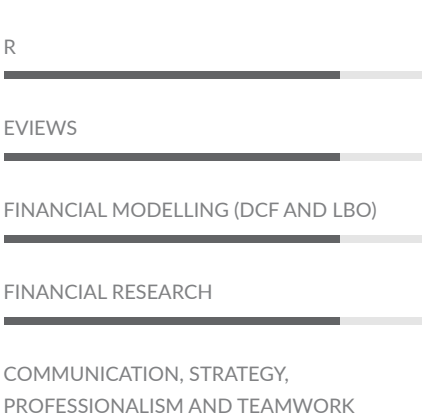 R
EVIEWS
FINANCIAL MODELLING (DCF AND LBO)
FINANCIAL RESEARCH
COMMUNICATION, STRATEGY,
PROFESSIONALISM AND TEAMWORK